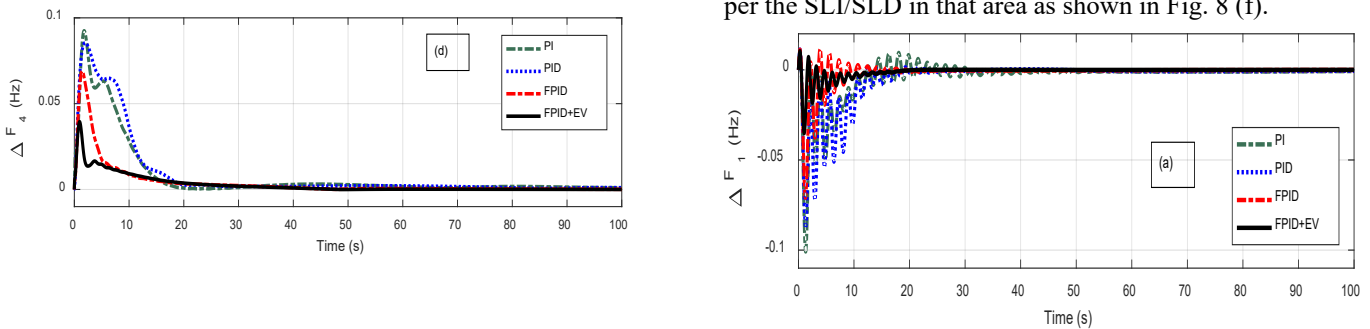 0.1
0.05
0
Δ F 4 (Hz)
(d)
PI
PID
FPID
FPID+EV
0 10 20 30 40 50 60 70 80 90 100
Time (s)
per the SLI/SLD in that area as shown in Fig. 8 (f).
0
-0.05
-0.1
Δ F 1 (Hz)
(a)
PI
PID
FPID
FPID+EV
0 10 20 30 40 50 60 70 80 90 100
Time (s)